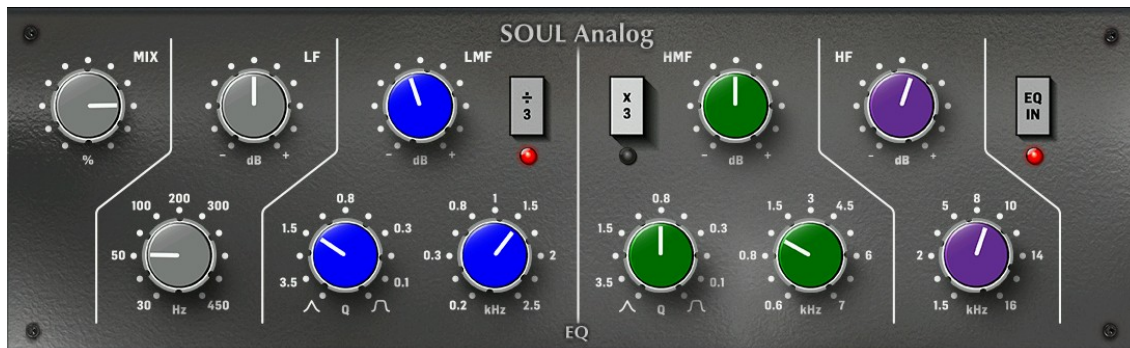 SOUL Analog
MIX
LF
LMF
HMF
HF
÷
3
X
3
EQ
IN
%
- dB +
- dB +
- dB +
- dB +
200
100 300
50
30 Hz 450
0.8
1.5 0.3
3.5 0.1
Q
1
0.8 1.5
0.3 2
0.2 kHz 2.5
0.8
1.5 0.3
3.5 0.1
Q
3
1.5 4.5
0.8 6
0.6 kHz 7
8
5 10
2 14
1.5 kHz 16
EQ